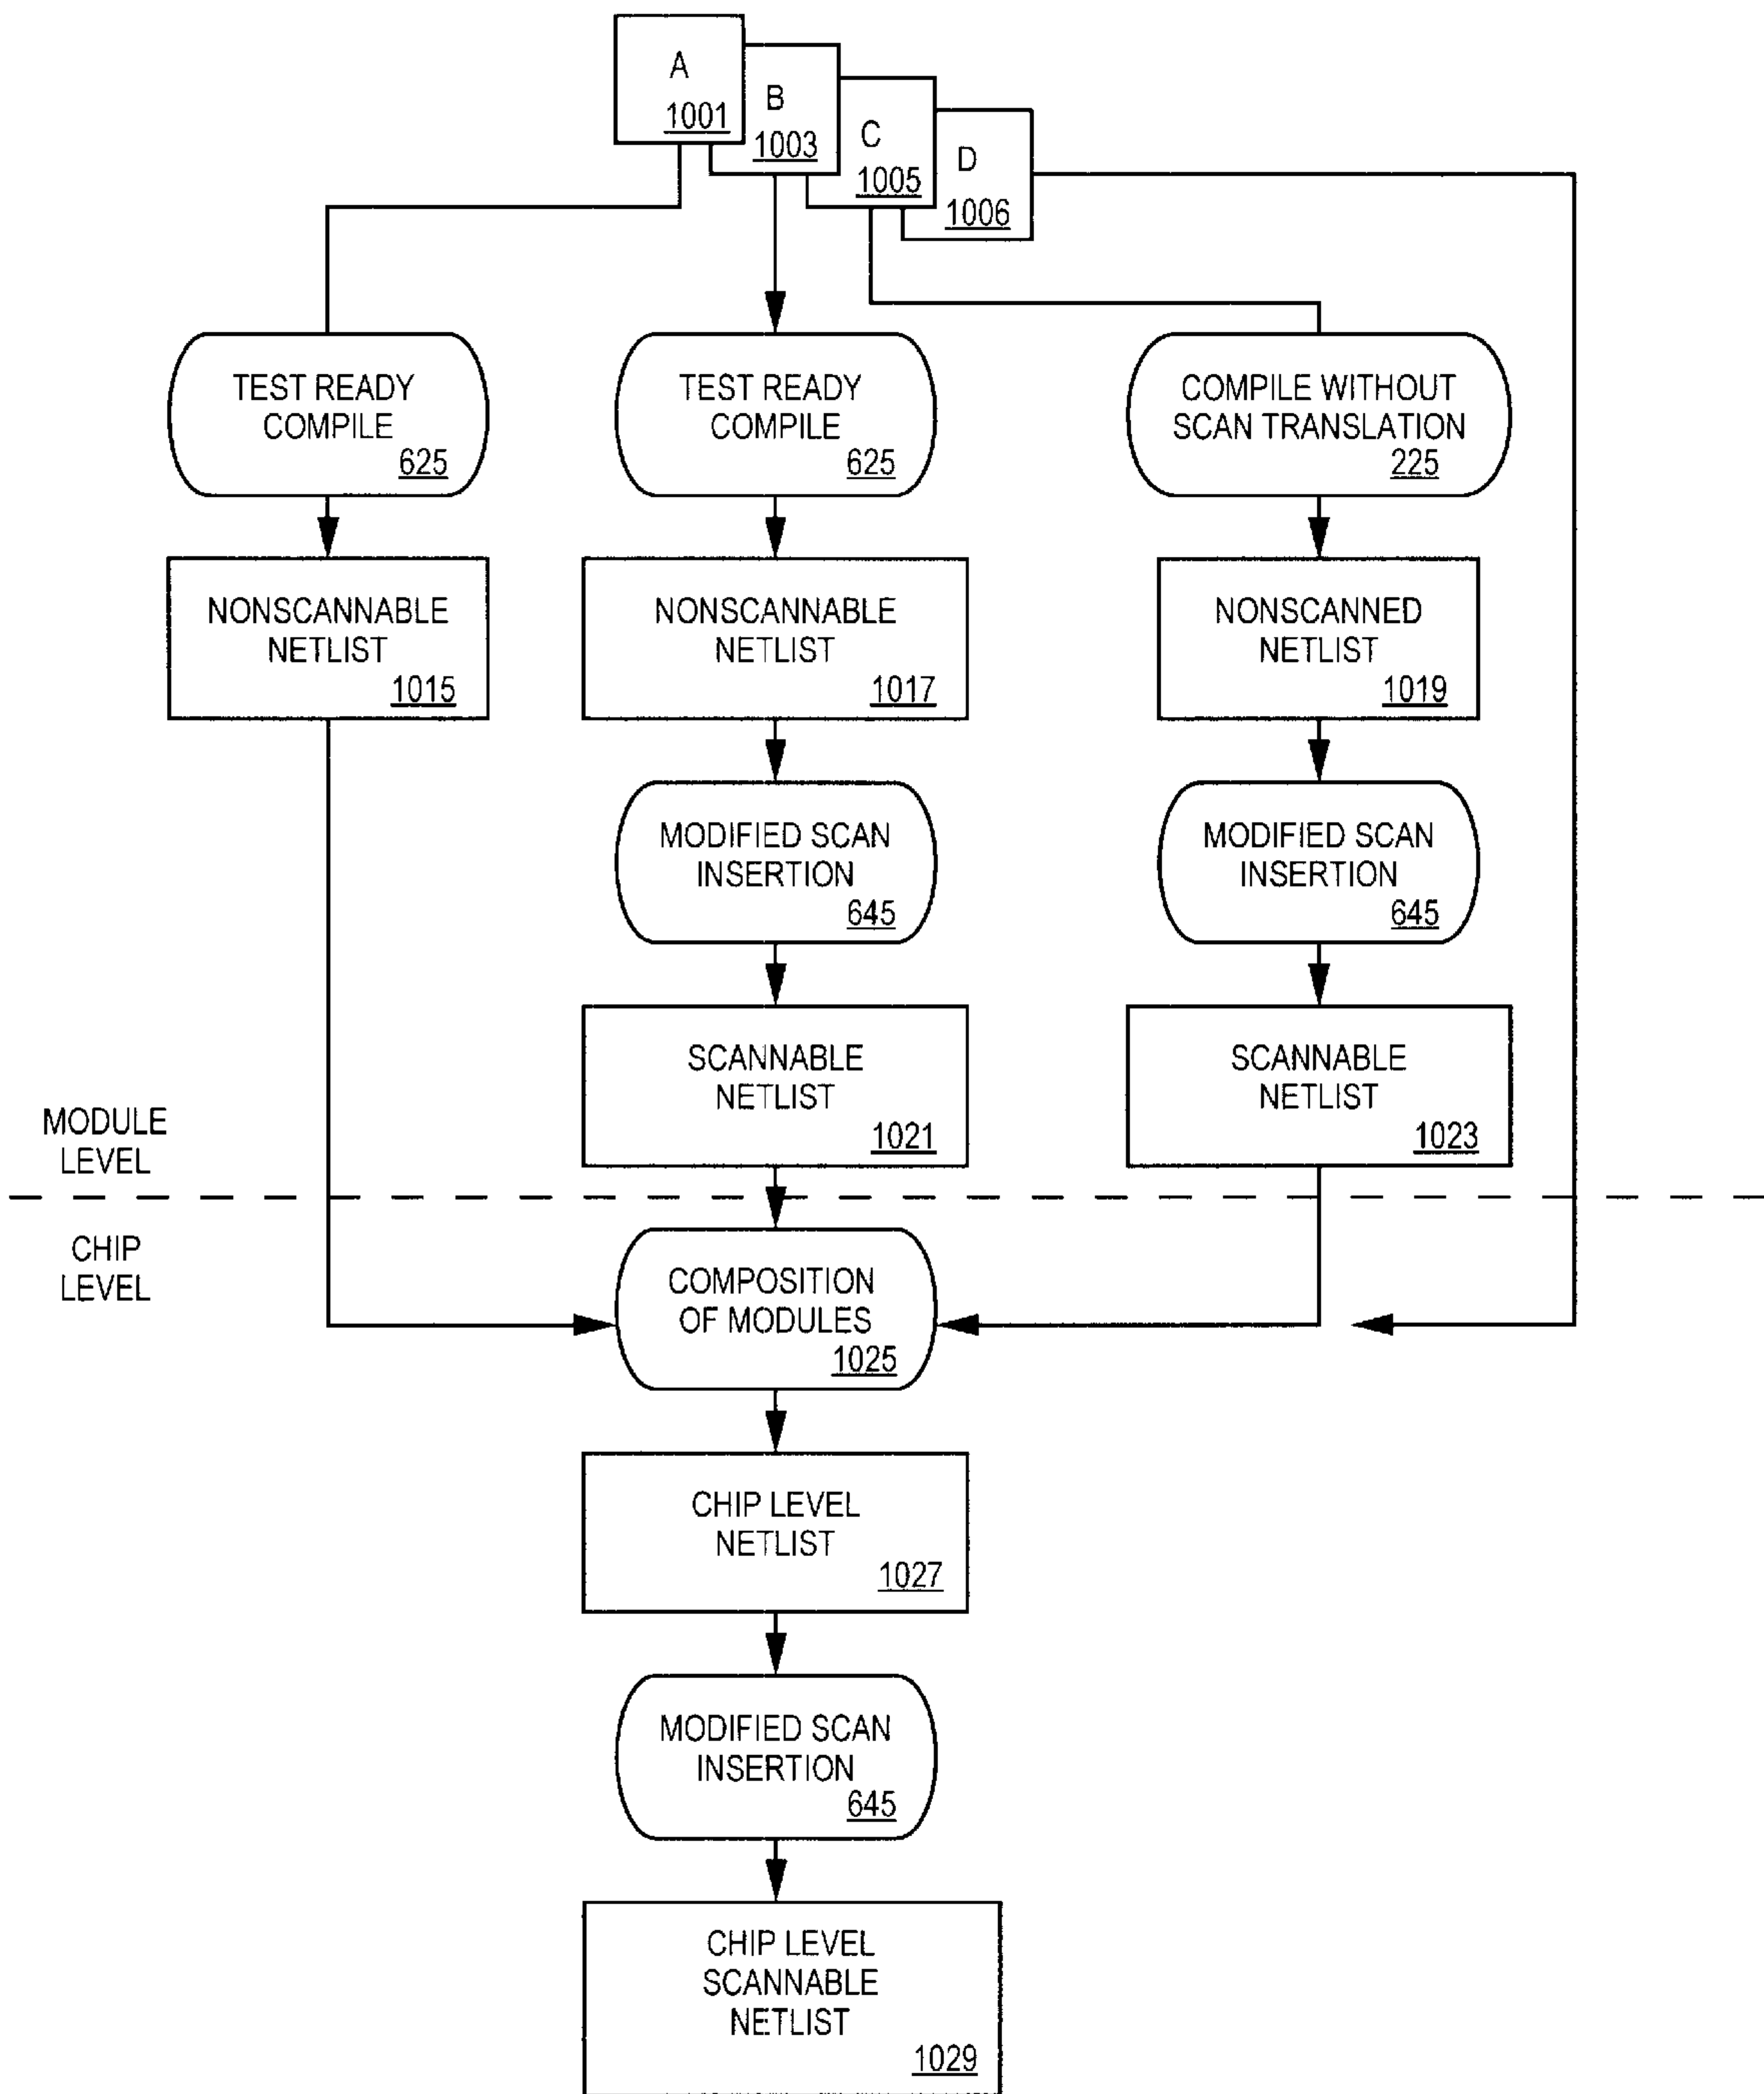 A
1001
B
1003
C
1005
D
1006
TEST READY
COMPILE
625
TEST READY
COMPILE
625
COMPILE WITHOUT
SCAN TRANSLATION
225
NONSCANNABLE
NETLIST
1015
NONSCANNABLE
NETLIST
1017
NONSCANNED
NETLIST
1019
MODIFIED SCAN
INSERTION
645
MODIFIED SCAN
INSERTION
645
SCANNABLE
NETLIST
1021
SCANNABLE
NETLIST
1023
MODULE
LEVEL
CHIP
LEVEL
COMPOSITION
OF MODULES
1025
CHIP LEVEL
NETLIST
1027
MODIFIED SCAN
INSERTION
645
CHIP LEVEL
SCANNABLE
NETLIST
1029